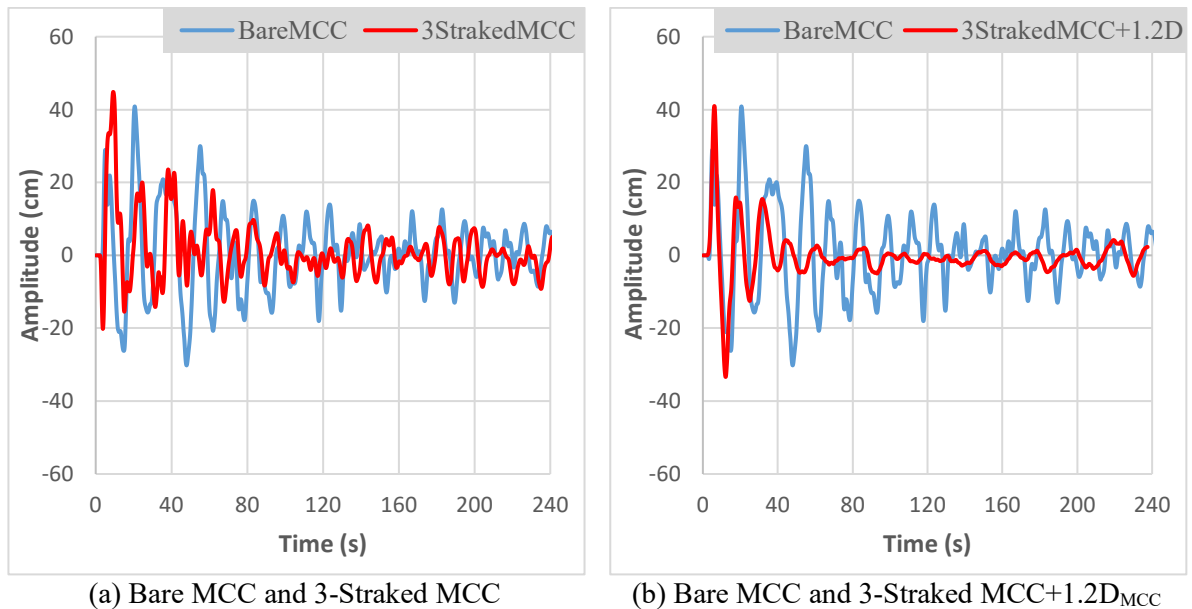 BareMCC 3StrakedMCC
60
40
20
0
-20
-40
-60
Amplitude (cm)
0 40 80 120 160 200 240
Time (s)
(a) Bare MCC and 3-Straked MCC
BareMCC 3StrakedMCC+1.2D
60
40
20
0
-20
-40
-60
Amplitude (cm)
0 40 80 120 160 200 240
Time (s)
(b) Bare MCC and 3-Straked MCC+1.2DMCC